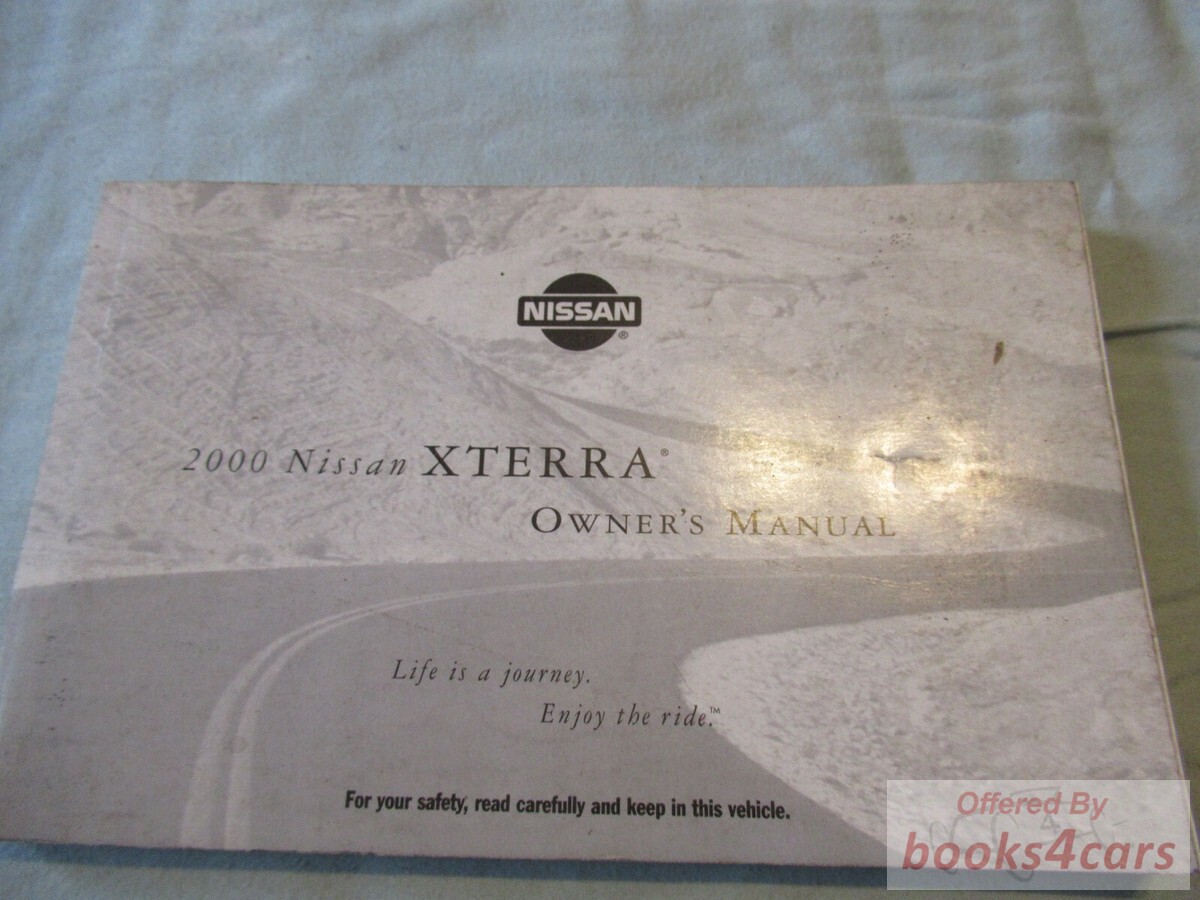 NISSAN®
2000 Nissan XTERRA®
OWNER'S MANUAL
Life is a journey.
Enjoy the ride.™
For your safety, read carefully and keep in this vehicle.
Offered By
books4cars